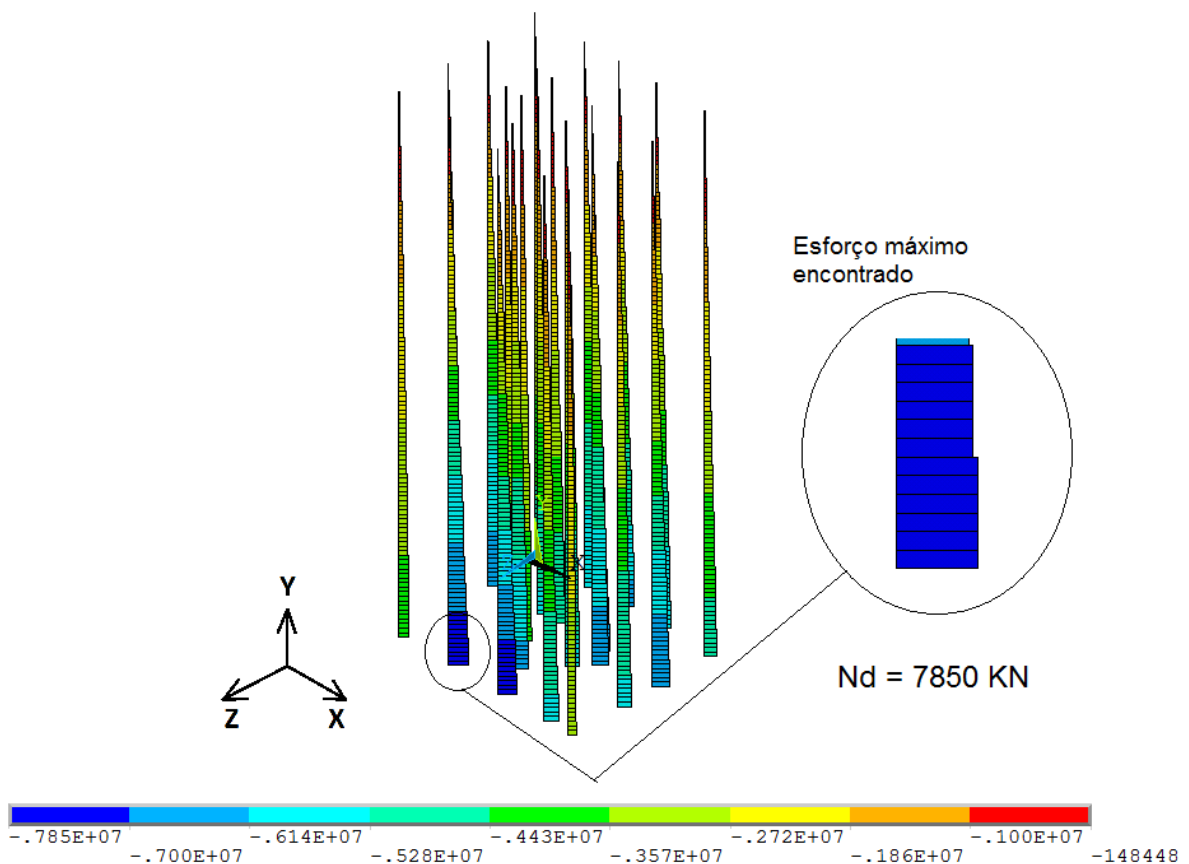 Esforço máximo
encontrado
X
Y
Z
X
Nd = 7850 KN
-.785E+07
-.700E+07
-.614E+07
-.528E+07
-.443E+07
-.357E+07
-.272E+07
-.186E+07
-.100E+07
-148448